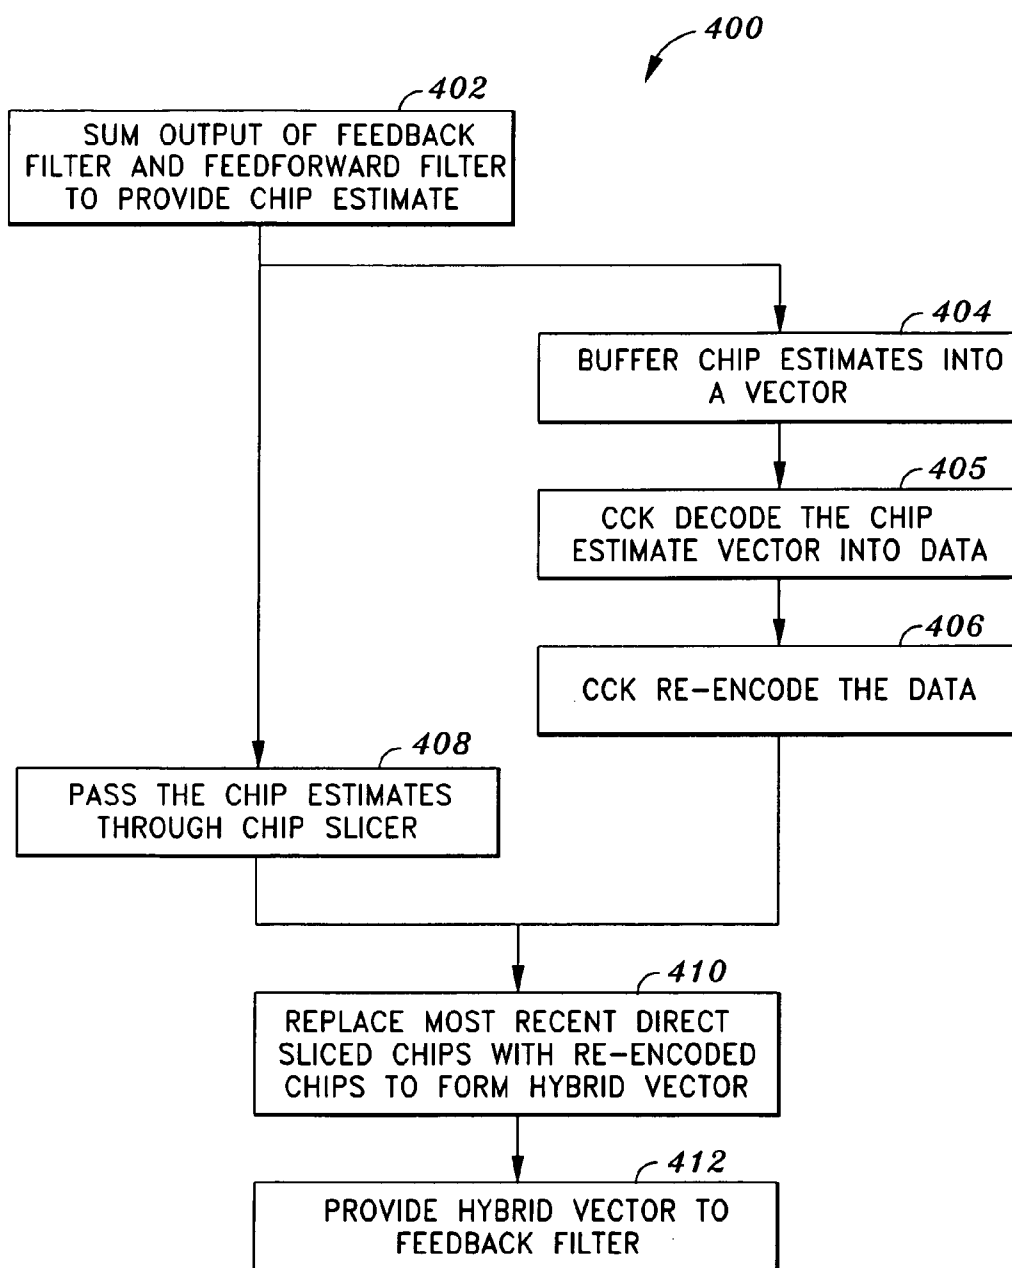 400
402
SUM OUTPUT OF FEEDBACK
FILTER AND FEEDFORWARD FILTER
TO PROVIDE CHIP ESTIMATE
404
BUFFER CHIP ESTIMATES INTO
A VECTOR
405
CCK DECODE THE CHIP
ESTIMATE VECTOR INTO DATA
406
CCK RE-ENCODE THE DATA
408
PASS THE CHIP ESTIMATES
THROUGH CHIP SLICER
410
REPLACE MOST RECENT DIRECT
SLICED CHIPS WITH RE-ENCODED
CHIPS TO FORM HYBRID VECTOR
412
PROVIDE HYBRID VECTOR TO
FEEDBACK FILTER